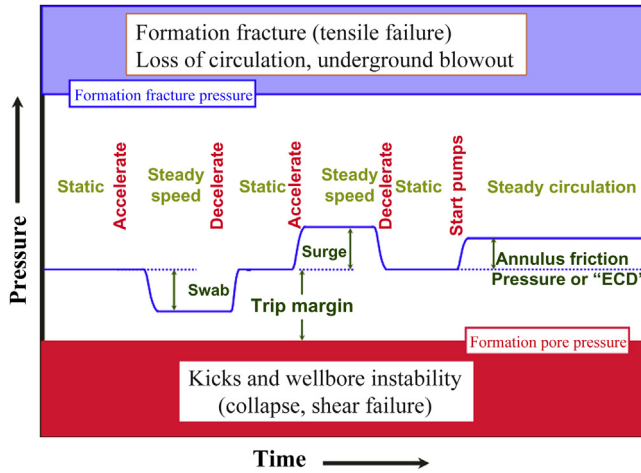 Formation fracture (tensile failure)
Loss of circulation, underground blowout
Formation fracture pressure
Pressure
Static
Accelerate
Steady
speed
Decelerate
Static
Accelerate
Steady
speed
Decelerate
Static
Start pumps
Steady circulation
Swab
Surge
Trip margin
Annulus friction
Pressure or “ECD”
Formation pore pressure
Kicks and wellbore instability
(collapse, shear failure)
Time